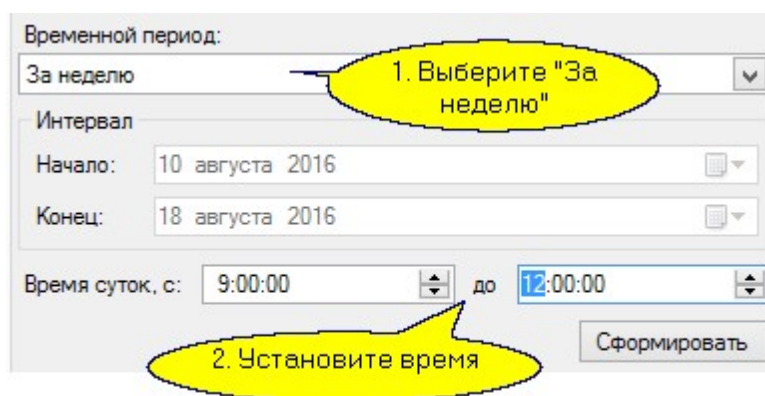 Временной период:
За неделю
1. Выберите "За
неделю"
Интервал
Начало: 10 августа 2016
Конец: 18 августа 2016
Время суток, с: 9:00:00 до 12:00:00
2. Установите время
Сформировать